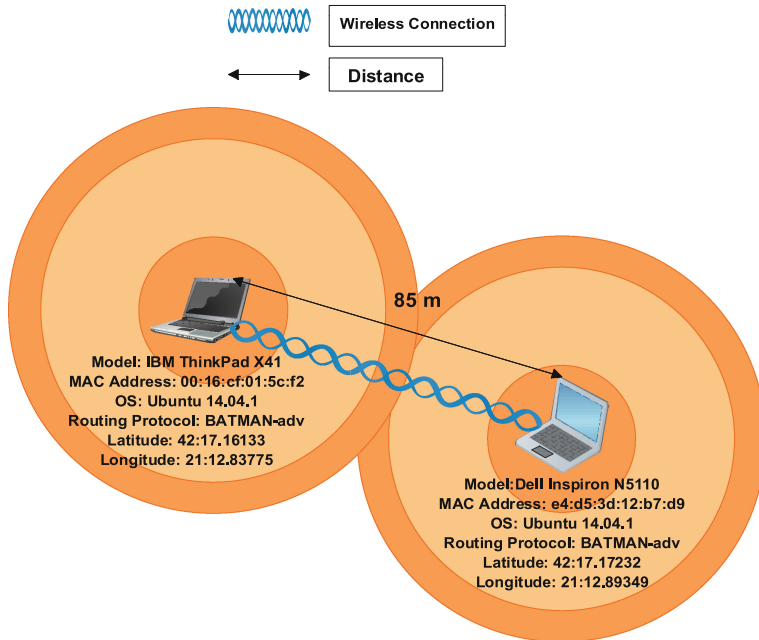 Wireless Connection
Distance
85 m
Model: IBM ThinkPad X41
MAC Address: 00:16:cf:01:5c:f2
OS: Ubuntu 14.04.1
Routing Protocol: BATMAN-adv
Latitude: 42:17.16133
Longitude: 21:12.83775
Model:Dell Inspiron N5110
MAC Address: e4:d5:3d:12:b7:d9
OS: Ubuntu 14.04.1
Routing Protocol: BATMAN-adv
Latitude: 42:17.17232
Longitude: 21:12.89349